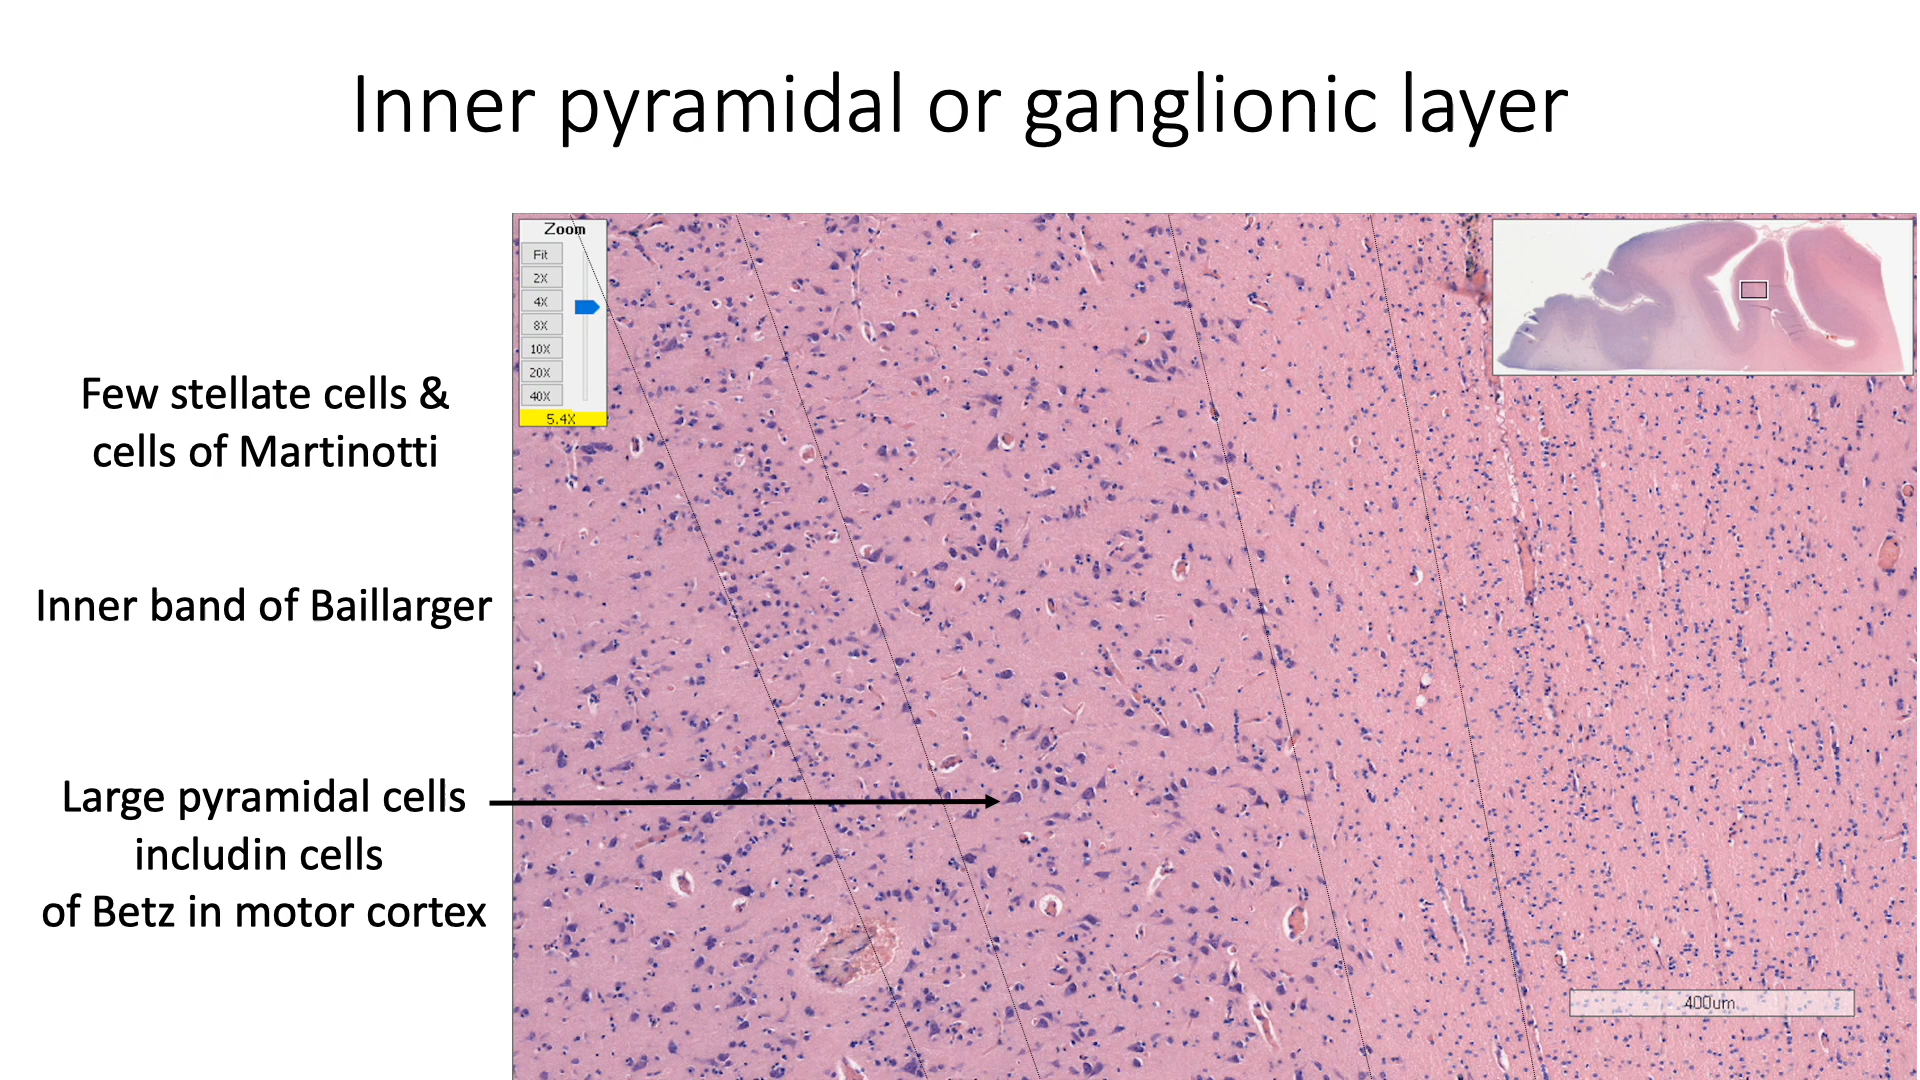 Inner pyramidal or ganglionic layer
Zoom
Fit
2X
4X
8X
10X
20X
40X
5.4X
Few stellate cells &
cells of Martinotti
Inner band of Baillarger
Large pyramidal cells
includin cells
of Betz in motor cortex
400um